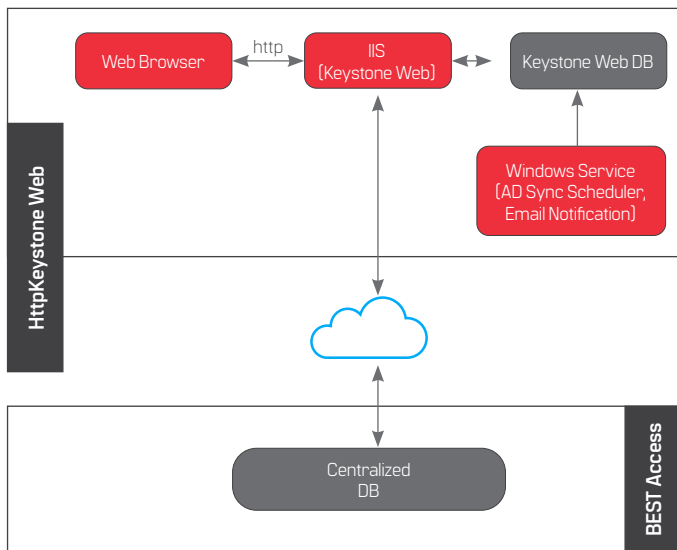 Web Browser
http
IIS
(Keystone Web)
Keystone Web DB
Windows Service
(AD Sync Scheduler,
Email Notification)
HttpKeystone Web
Centralized
DB
BEST Access